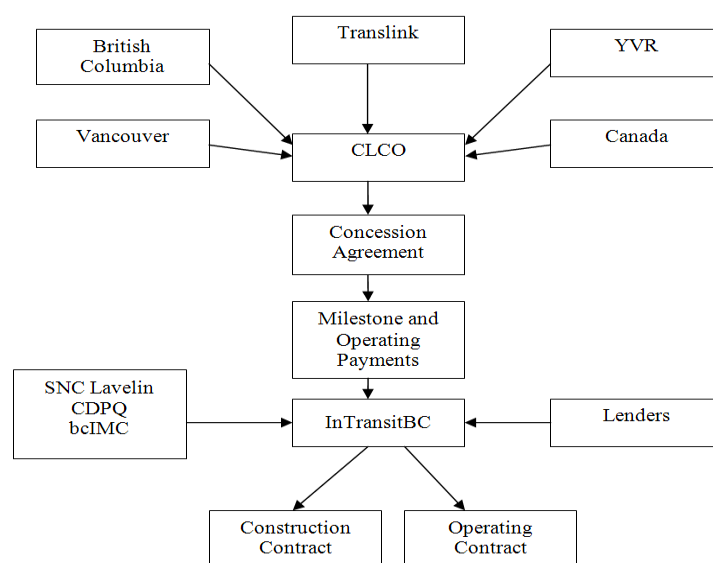 British
Columbia
Translink
YVR
Vancouver
CLCO
Canada
Concession
Agreement
Milestone and
Operating
Payments
SNC Lavelin
CDPQ
bcIMC
InTransitBC
Lenders
Construction
Contract
Operating
Contract